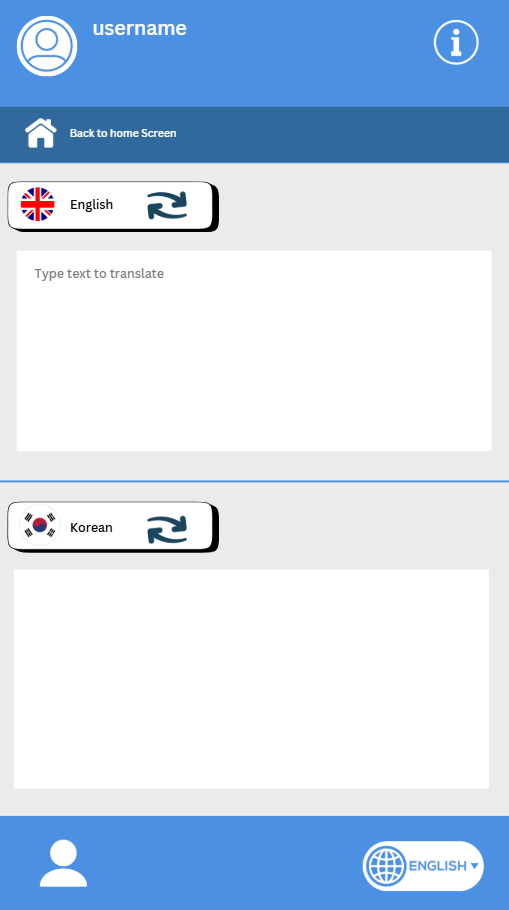 username
Back to home Screen
English
Type text to translate
Korean
ENGLISH